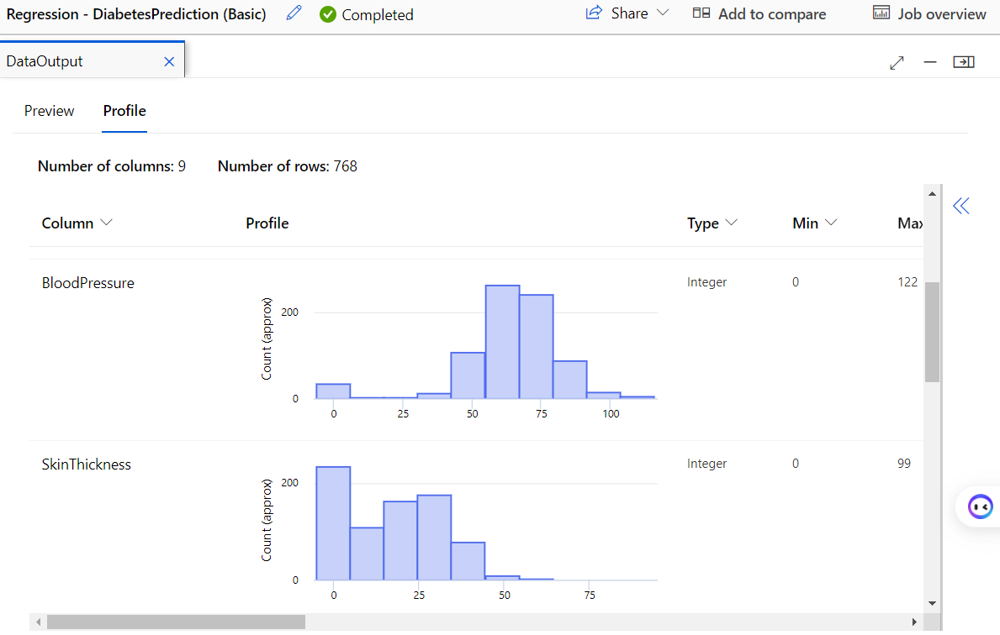 Regression - DiabetesPrediction (Basic) Completed Share Add to compare Job overview
DataOutput
Preview Profile
Number of columns: 9 Number of rows: 768
Column Profile Type Min Max
BloodPressure Integer 0 122
Count (approx)
200
0
0 25 50 75 100
SkinThickness Integer 0 99
Count (approx)
200
0
0 25 50 75